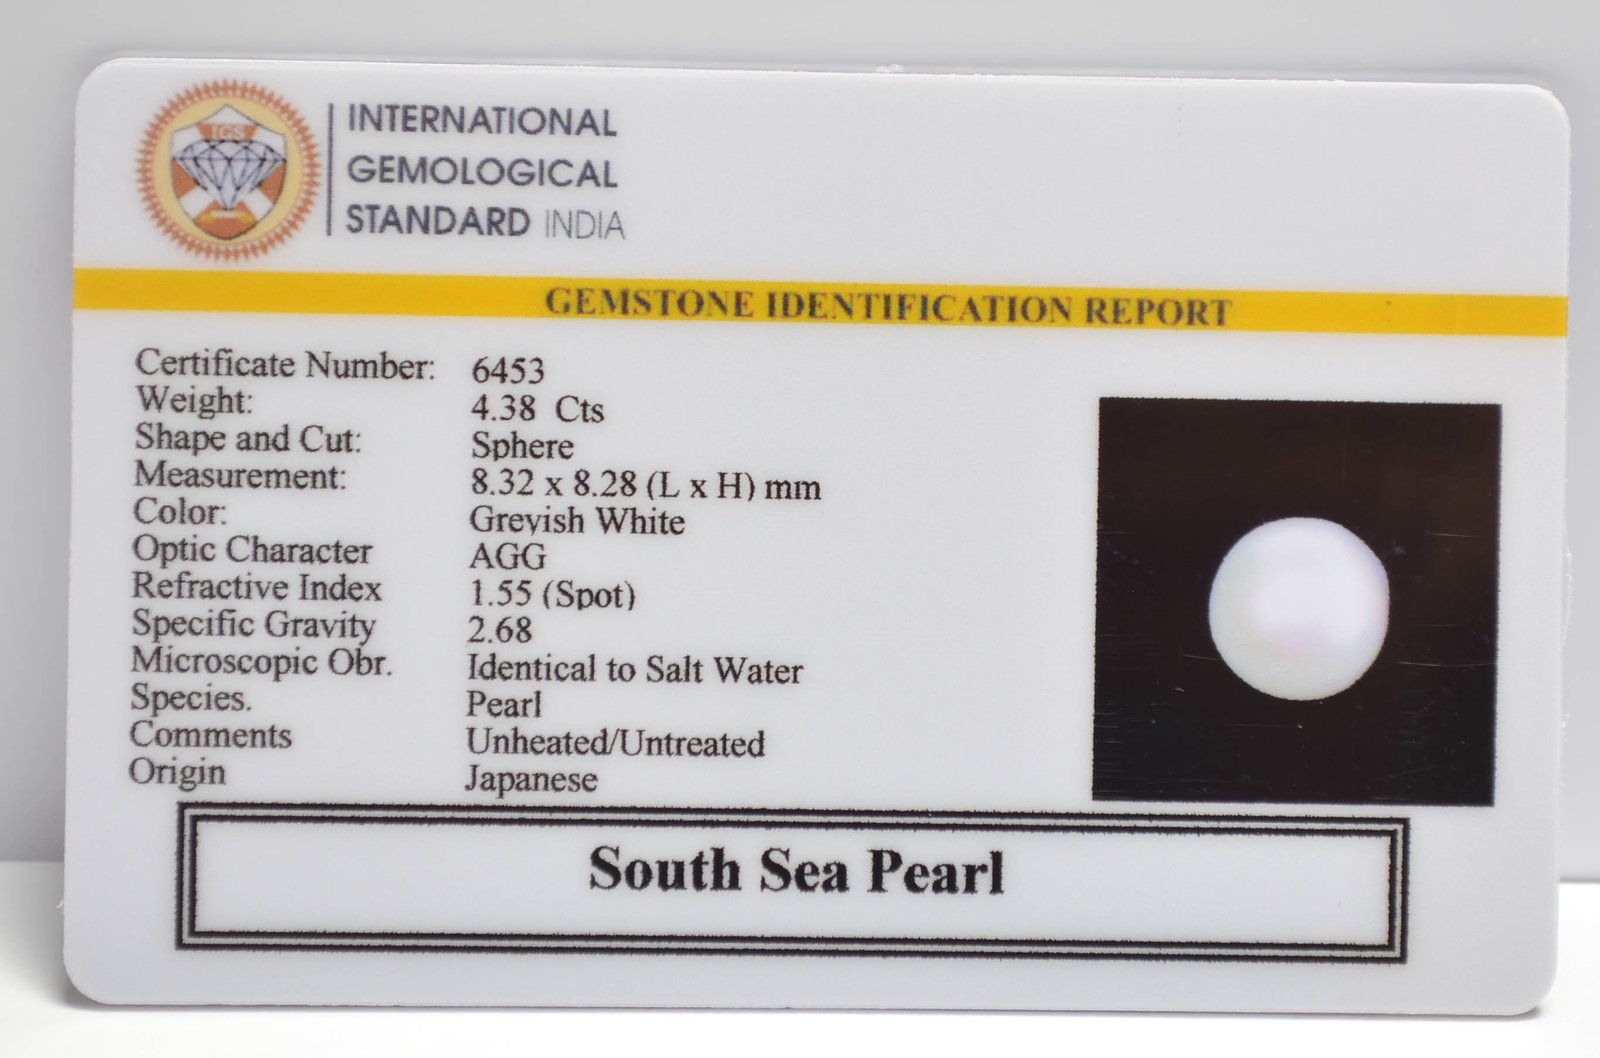 IGS
INTERNATIONAL
GEMOLOGICAL
STANDARD INDIA
GEMSTONE IDENTIFICATION REPORT
Certificate Number: 6453
Weight: 4.38 Cts
Shape and Cut: Sphere
Measurement: 8.32 x 8.28 (L x H) mm
Color: Greyish White
Optic Character AGG
Refractive Index 1.55 (Spot)
Specific Gravity 2.68
Microscopic Obr. Identical to Salt Water
Species. Pearl
Comments Unheated/Untreated
Origin Japanese
South Sea Pearl